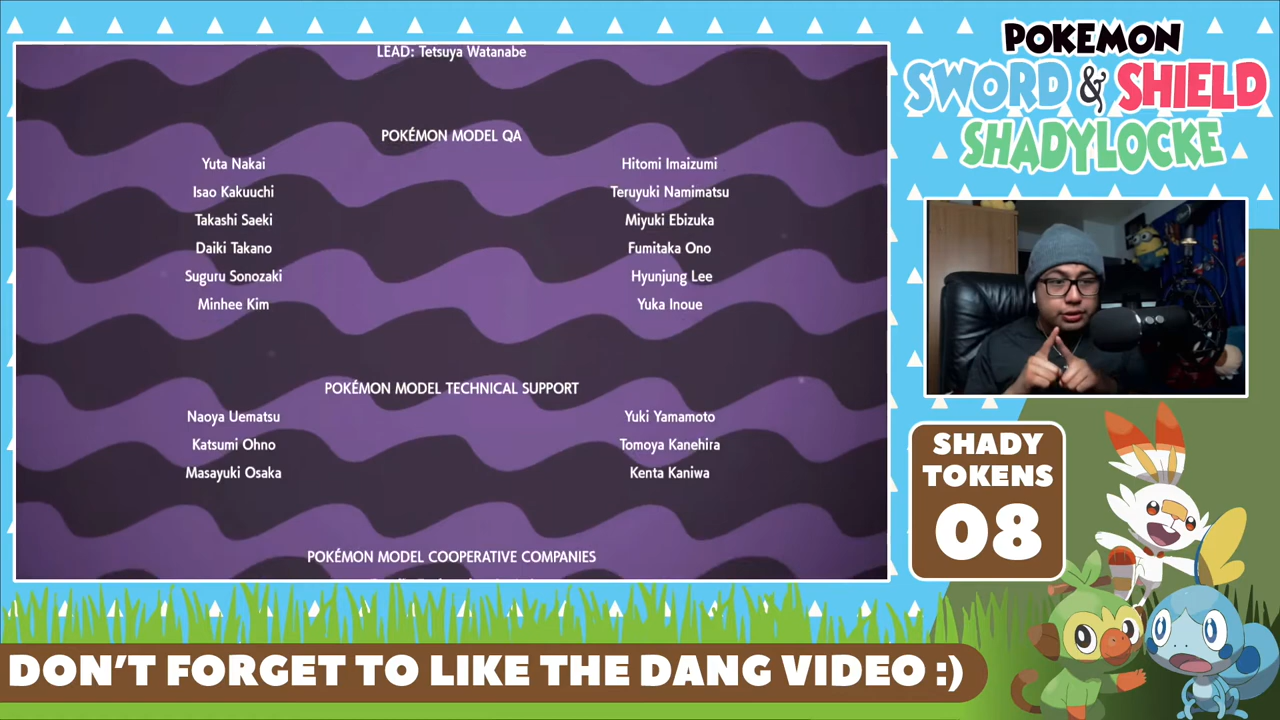 LEAD: Tetsuya Watanabe
POKÉMON MODEL QA
Yuta Nakai Hitomi Imaizumi
Isao Kakuuchi Teruyuki Namimatsu
Takashi Saeki Miyuki Ebizuka
Daiki Takano Fumitaka Ono
Suguru Sonozaki Hyunjung Lee
Minhee Kim Yuka Inoue
POKÉMON MODEL TECHNICAL SUPPORT
Naoya Uematsu Yuki Yamamoto
Katsumi Ohno Tomoya Kanehira
Masayuki Osaka Kenta Kaniwa
POKÉMON MODEL COOPERATIVE COMPANIES
POKEMON
SWORD & SHIELD
SHADYLOCKE
SHADY
TOKENS
08
DON'T FORGET TO LIKE THE DANG VIDEO :)